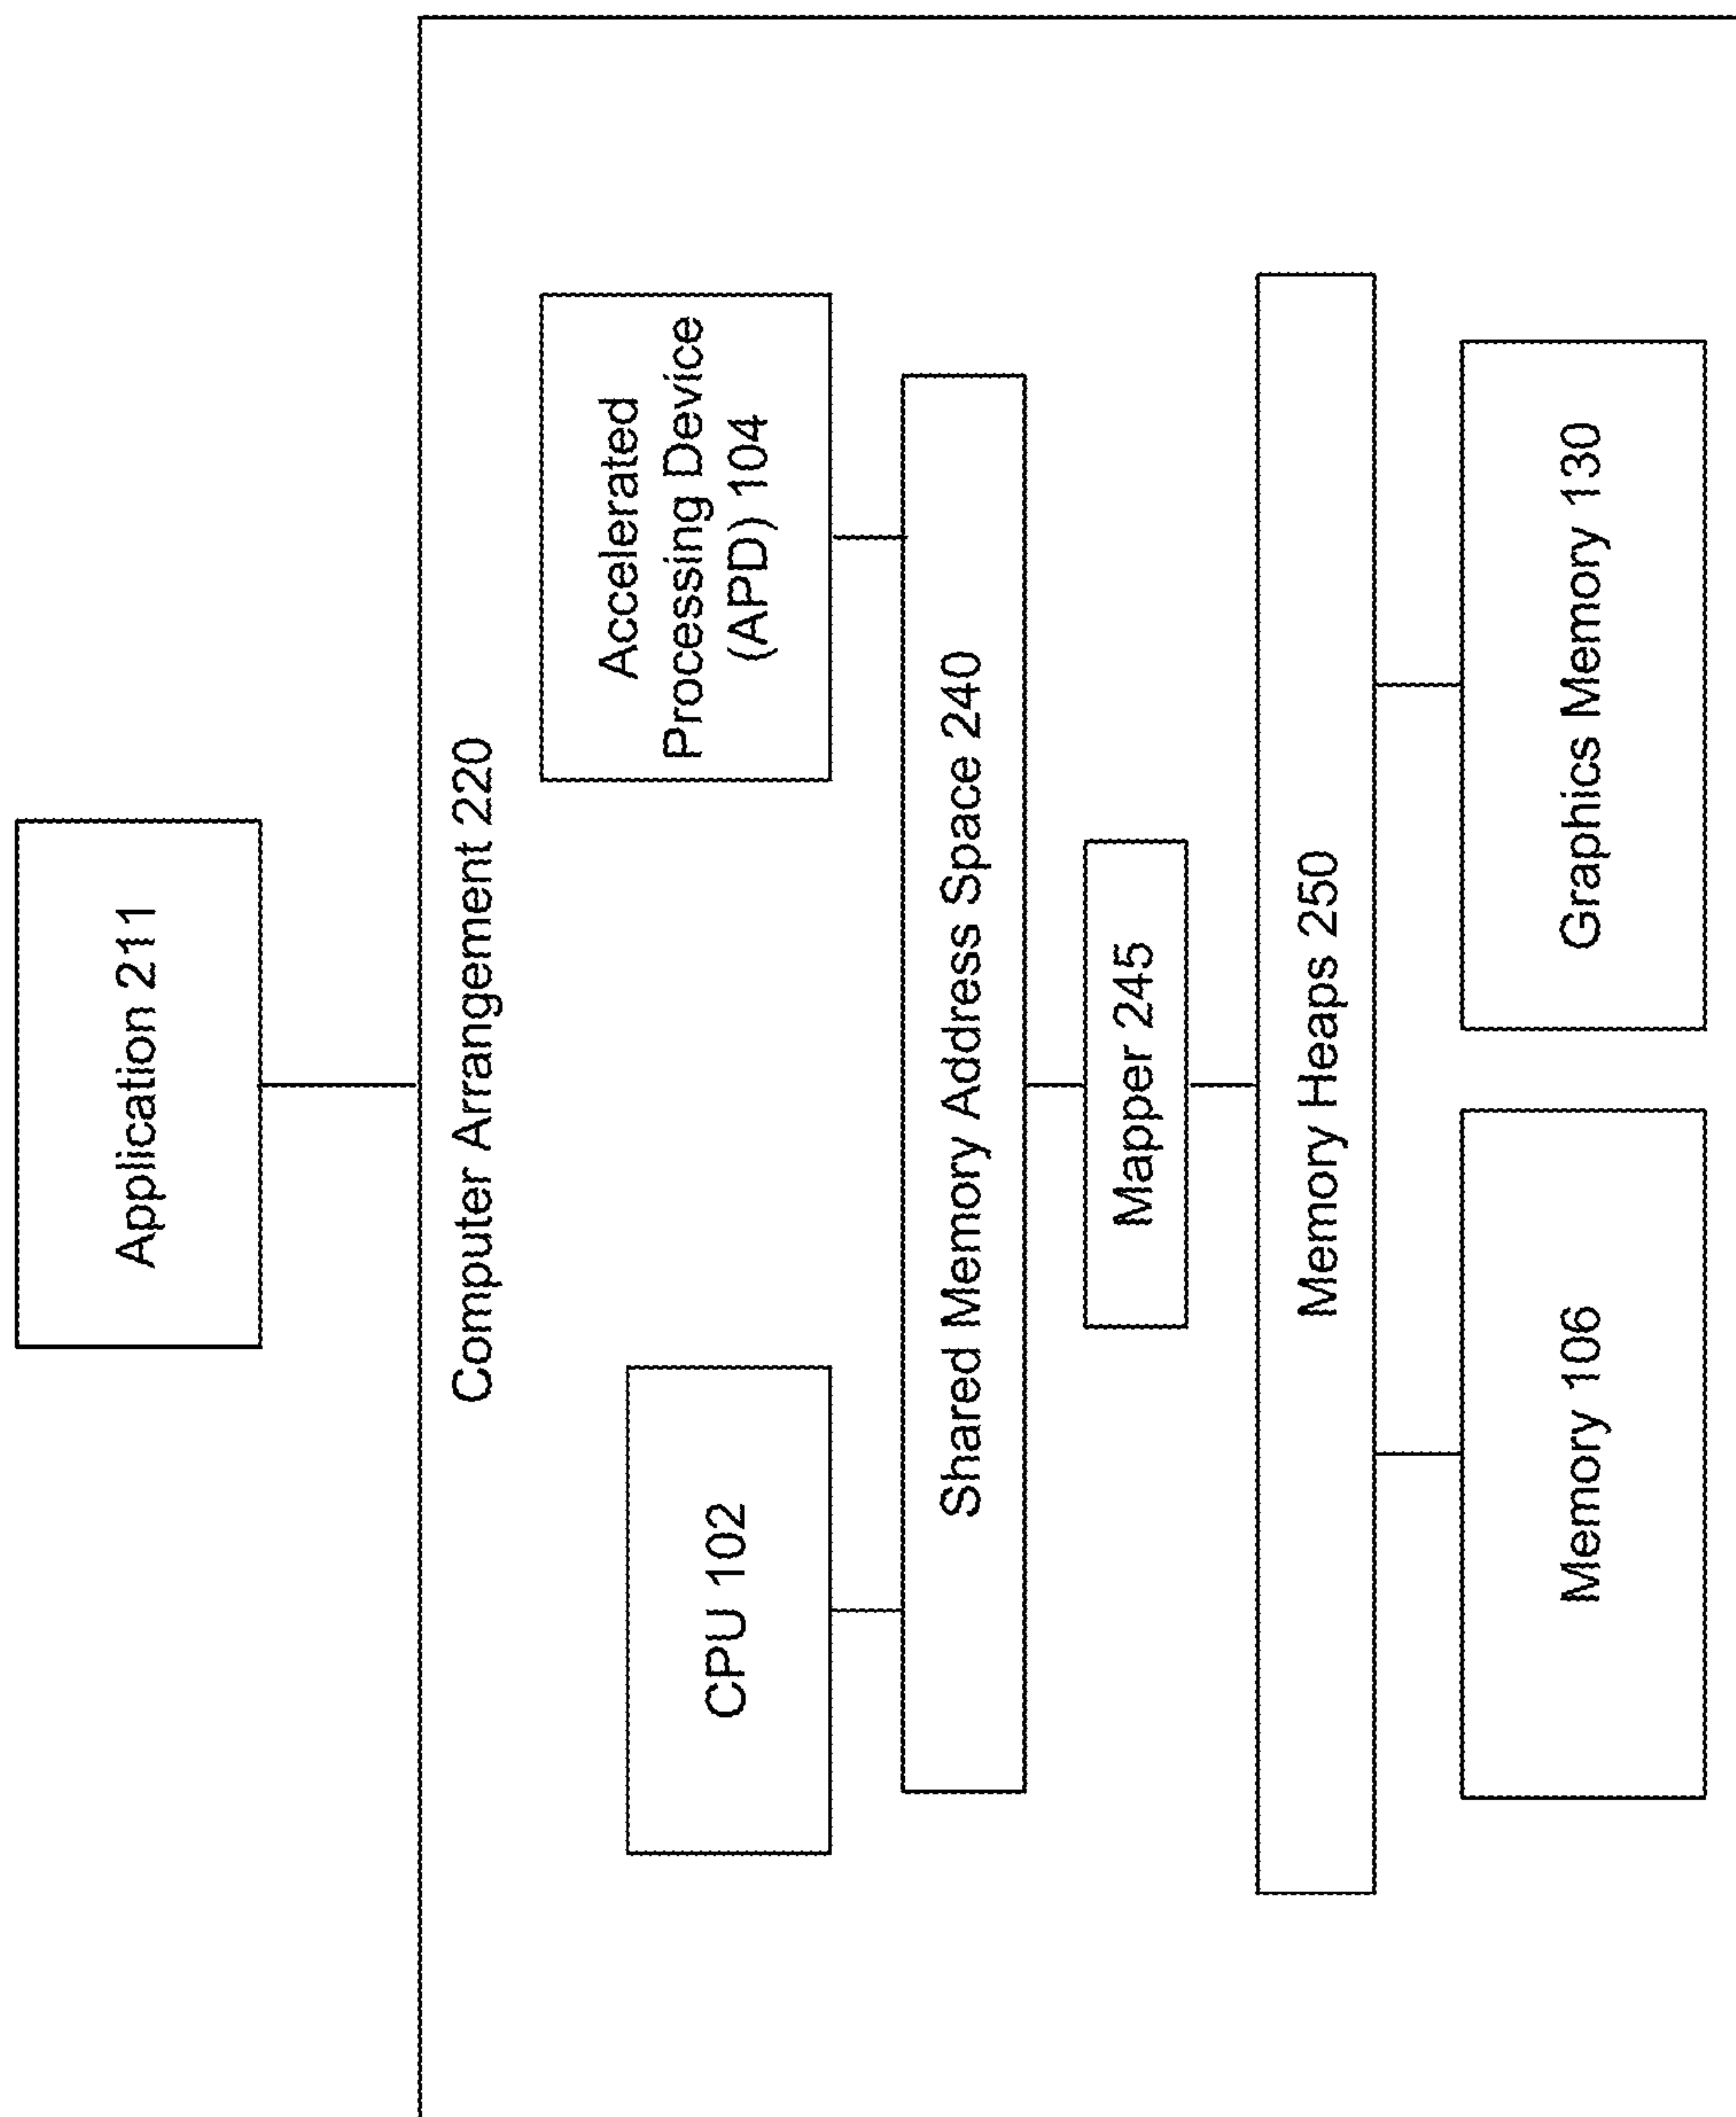 Application 211
Computer Arrangement 220
CPU 102
Accelerated
Processing Device
(APD) 104
Shared Memory Address Space 240
Mapper 245
Memory Heaps 250
Memory 106
Graphics Memory 130